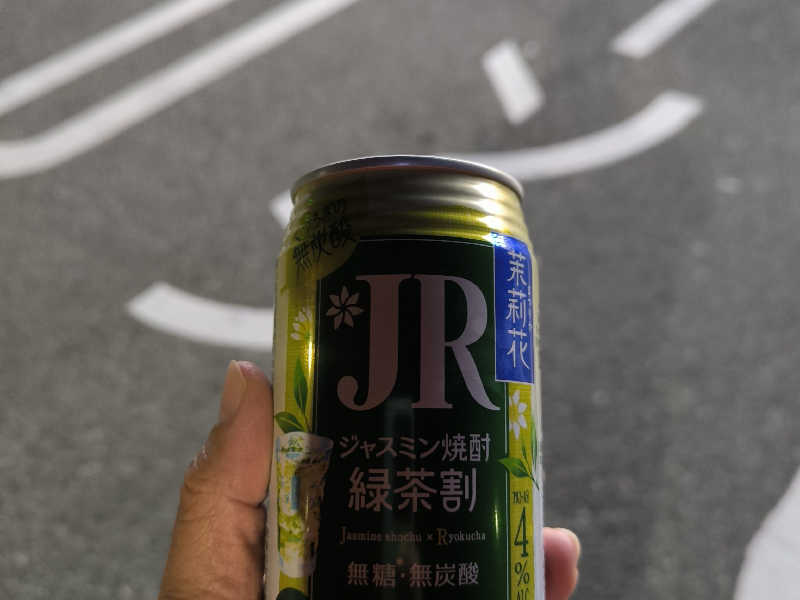 無炭酸
JR
茉莉花
ジャスミン焼酎
緑茶割
Jasmine shochu × Ryokucha
無糖・無炭酸
4%